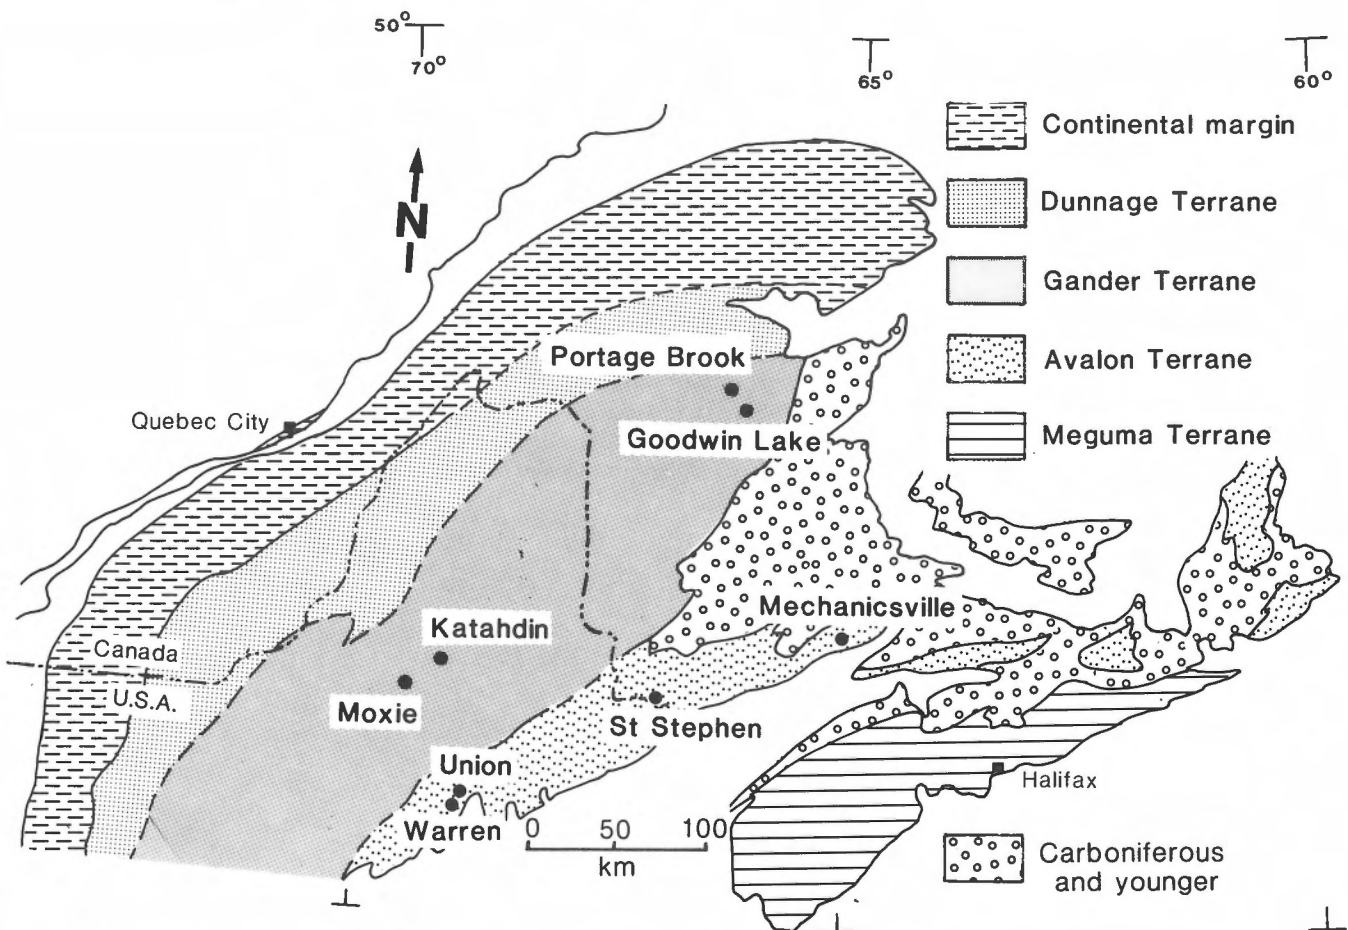 50°
70°
65°
60°
N
Continental margin
Dunnage Terrane
Gander Terrane
Avalon Terrane
Meguma Terrane
Portage Brook
Quebec City
Goodwin Lake
Mechanicsville
Katahdin
Canada
U.S.A.
Moxie
St Stephen
Union
Warren
Halifax
0 50 100
km
Carboniferous
and younger